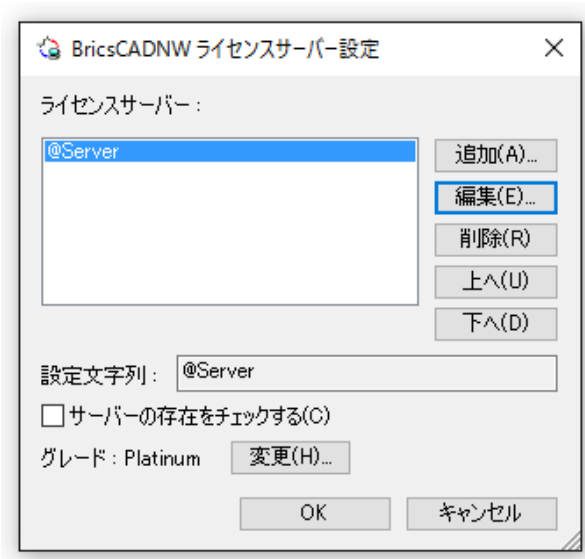 BricsCADNW ライセンスサーバー設定
ライセンスサーバー：
@Server
追加(A)...
編集(E)...
削除(R)
上へ(U)
下へ(D)
設定文字列： @Server
サーバーの存在をチェックする(C)
グレード：Platinum 変更(H)...
OK キャンセル